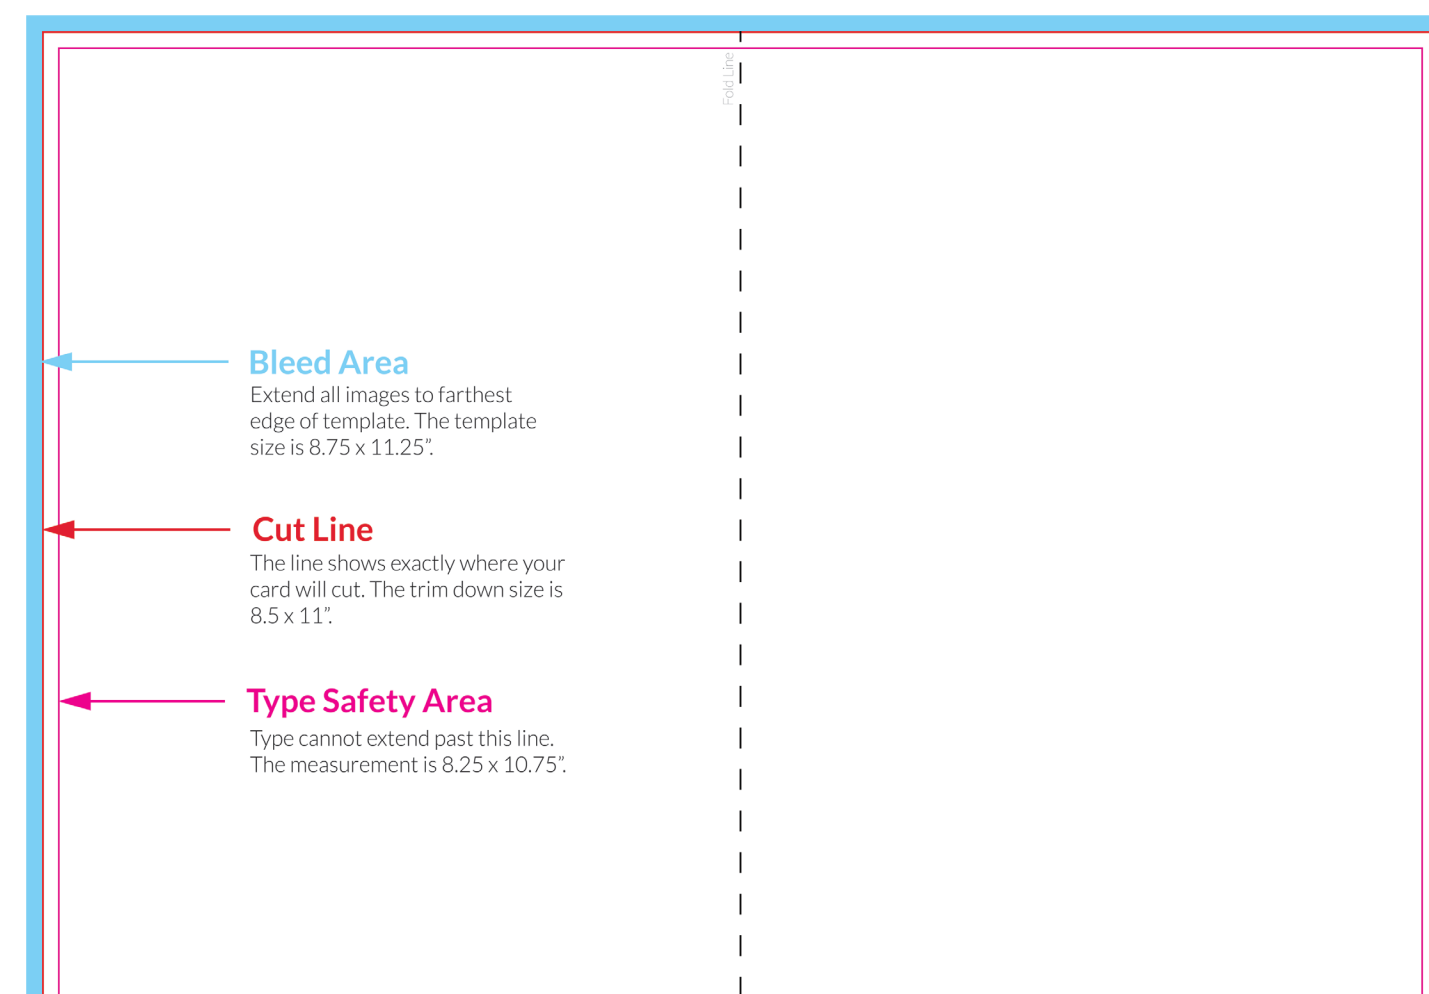 Fold Line
Bleed Area
Extend all images to farthest
edge of template. The template
size is 8.75 x 11.25”.
Cut Line
The line shows exactly where your
card will cut. The trim down size is
8.5 x 11”.
Type Safety Area
Type cannot extend past this line.
The measurement is 8.25 x 10.75”.